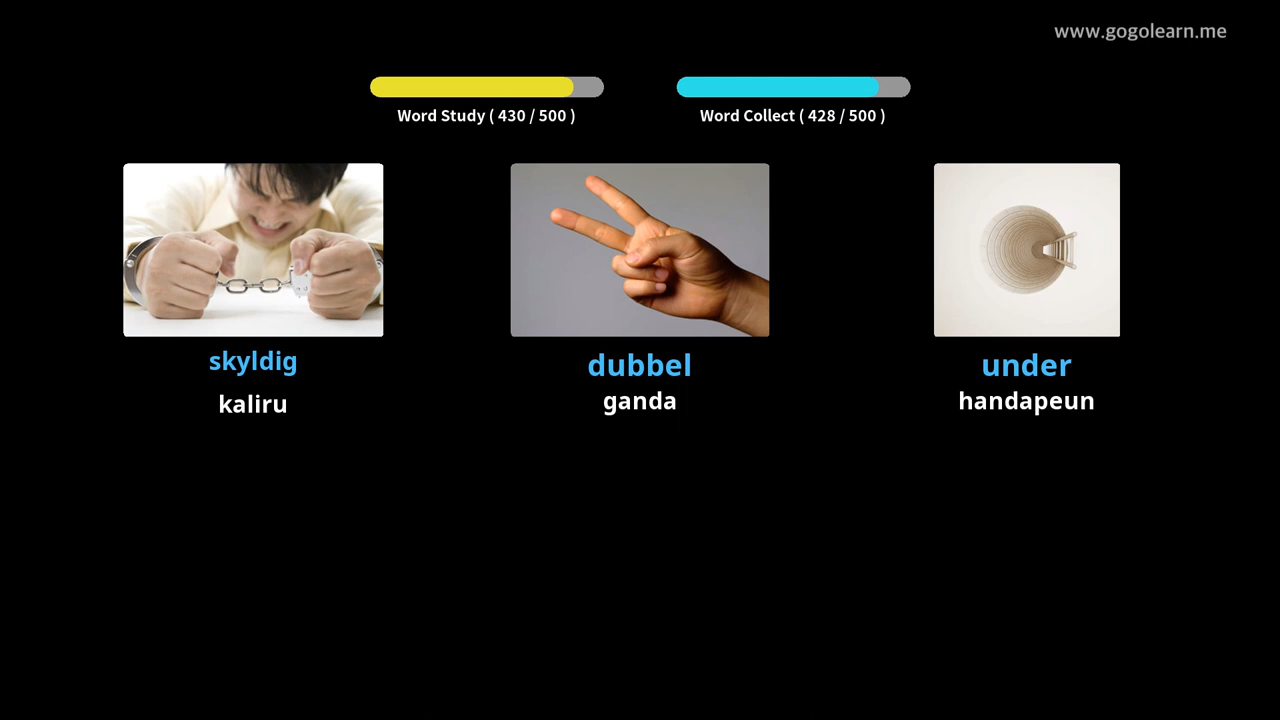 www.gogolearn.me
Word Study ( 430 / 500 )
Word Collect ( 428 / 500 )
skyldig
kaliru
dubbel
ganda
under
handapeun